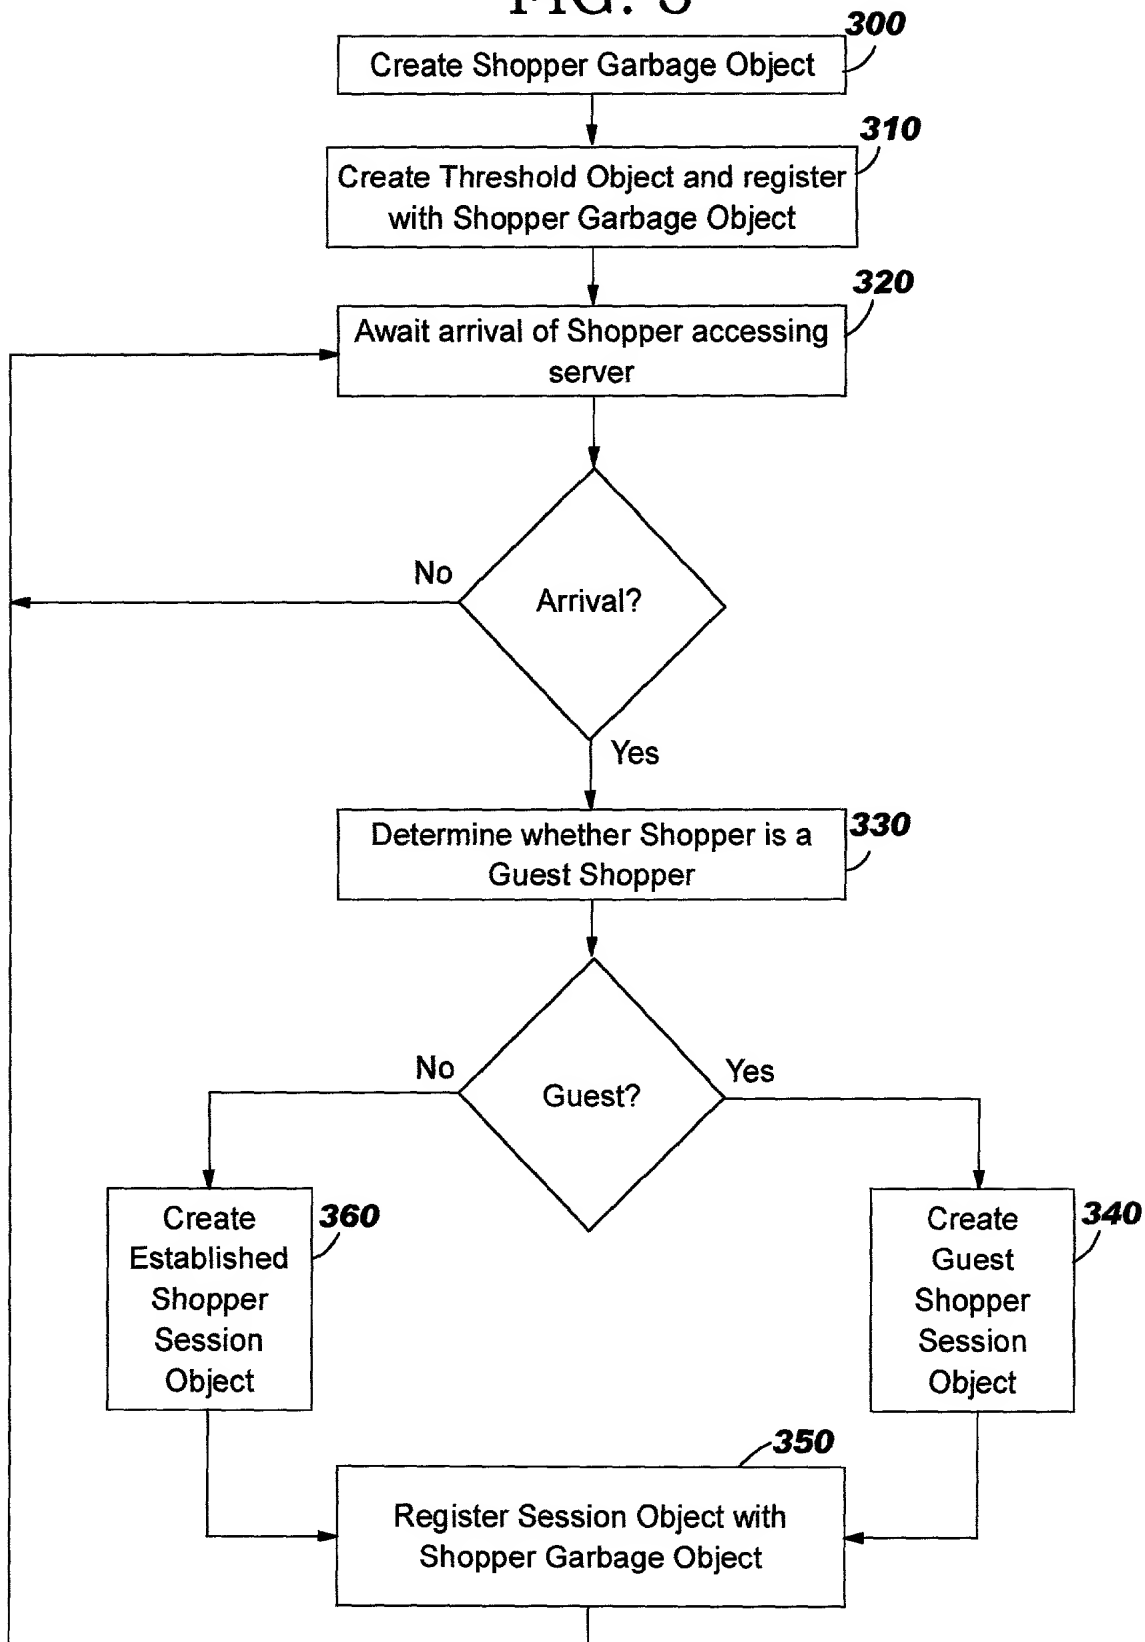 FIG. 3
300
Create Shopper Garbage Object
310
Create Threshold Object and register
with Shopper Garbage Object
320
Await arrival of Shopper accessing
server
No
Arrival?
Yes
330
Determine whether Shopper is a
Guest Shopper
No
Yes
Guest?
360
Create
Established
Shopper
Session
Object
340
Create
Guest
Shopper
Session
Object
350
Register Session Object with
Shopper Garbage Object